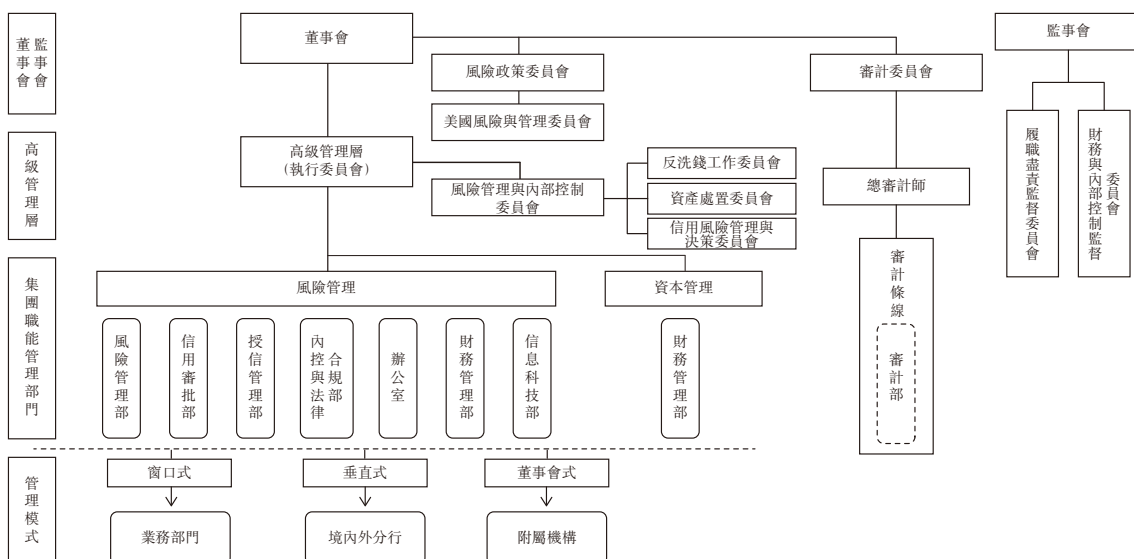 董事會
監事會
高級管理層
集團職能管理部門
管理模式
董事會
風險政策委員會
美國風險與管理委員會
審計委員會
監事會
履職盡責監督委員會
財務與內部控制監督
委員會
高級管理層
(執行委員會)
風險管理與內部控制
委員會
反洗錢工作委員會
資產處置委員會
信用風險管理與
決策委員會
總審計師
審計條線
審計部
風險管理
資本管理
風險管理部
信用審批部
授信管理部
內控與法律
合規部
辦公室
財務管理部
信息科技部
財務管理部
窗口式
垂直式
董事會式
業務部門
境內外分行
附屬機構